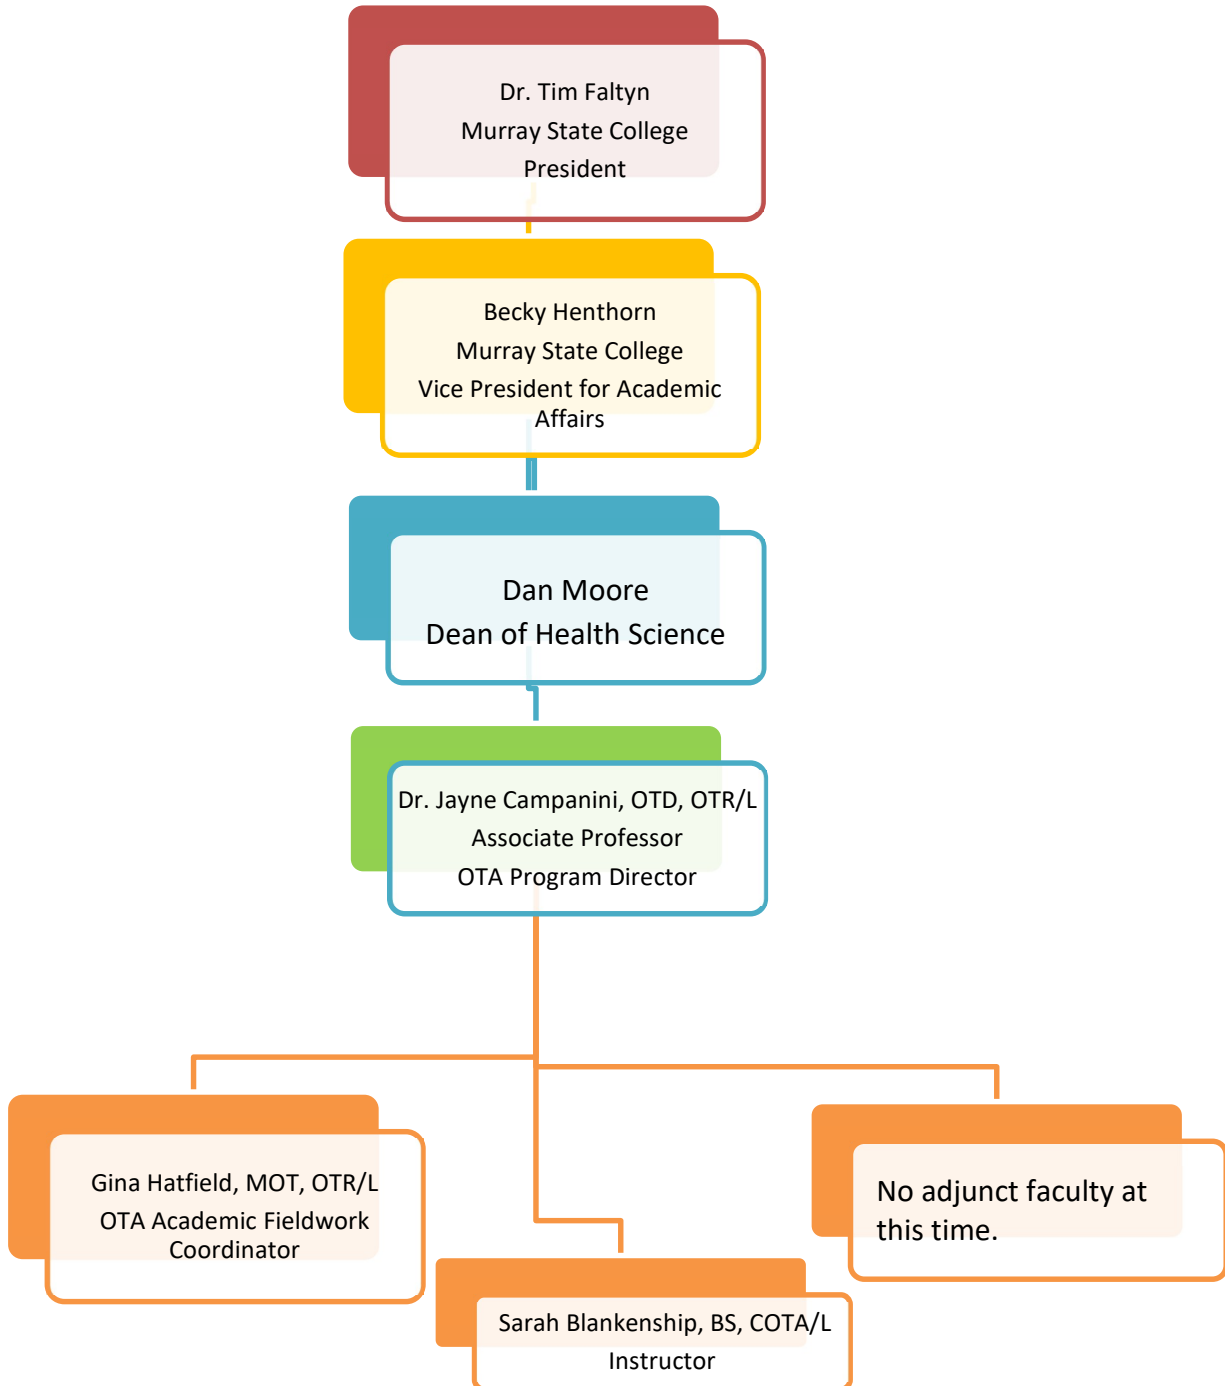 Dr. Tim Faltyn
Murray State College
President
Becky Henthorn
Murray State College
Vice President for Academic
Affairs
Dan Moore
Dean of Health Science
Dr. Jayne Campanini, OTD, OTR/L
Associate Professor
OTA Program Director
Gina Hatfield, MOT, OTR/L
OTA Academic Fieldwork
Coordinator
No adjunct faculty at
this time.
Sarah Blankenship, BS, COTA/L
Instructor